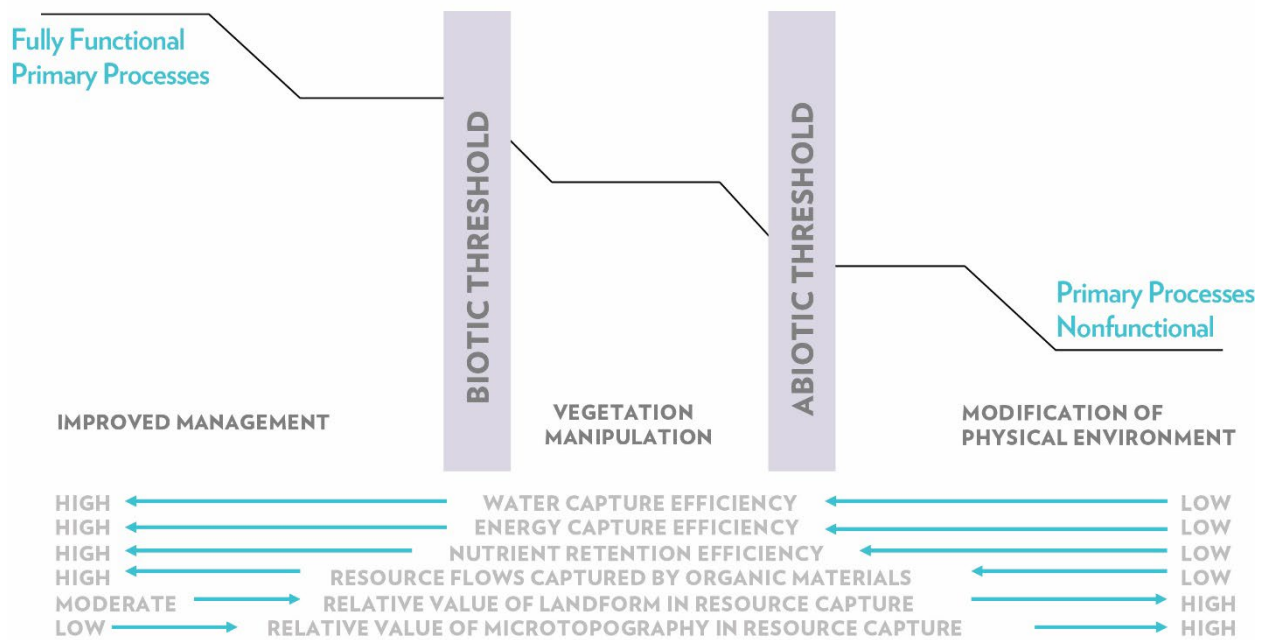 Fully Functional
Primary Processes
BIOTIC THRESHOLD
ABIOTIC THRESHOLD
Primary Processes
Nonfunctional
IMPROVED MANAGEMENT
VEGETATION
MANIPULATION
MODIFICATION OF
PHYSICAL ENVIRONMENT
HIGH WATER CAPTURE EFFICIENCY LOW
HIGH ENERGY CAPTURE EFFICIENCY LOW
HIGH NUTRIENT RETENTION EFFICIENCY LOW
HIGH RESOURCE FLOWS CAPTURED BY ORGANIC MATERIALS LOW
MODERATE RELATIVE VALUE OF LANDFORM IN RESOURCE CAPTURE HIGH
LOW RELATIVE VALUE OF MICROTOPOGRAPHY IN RESOURCE CAPTURE HIGH